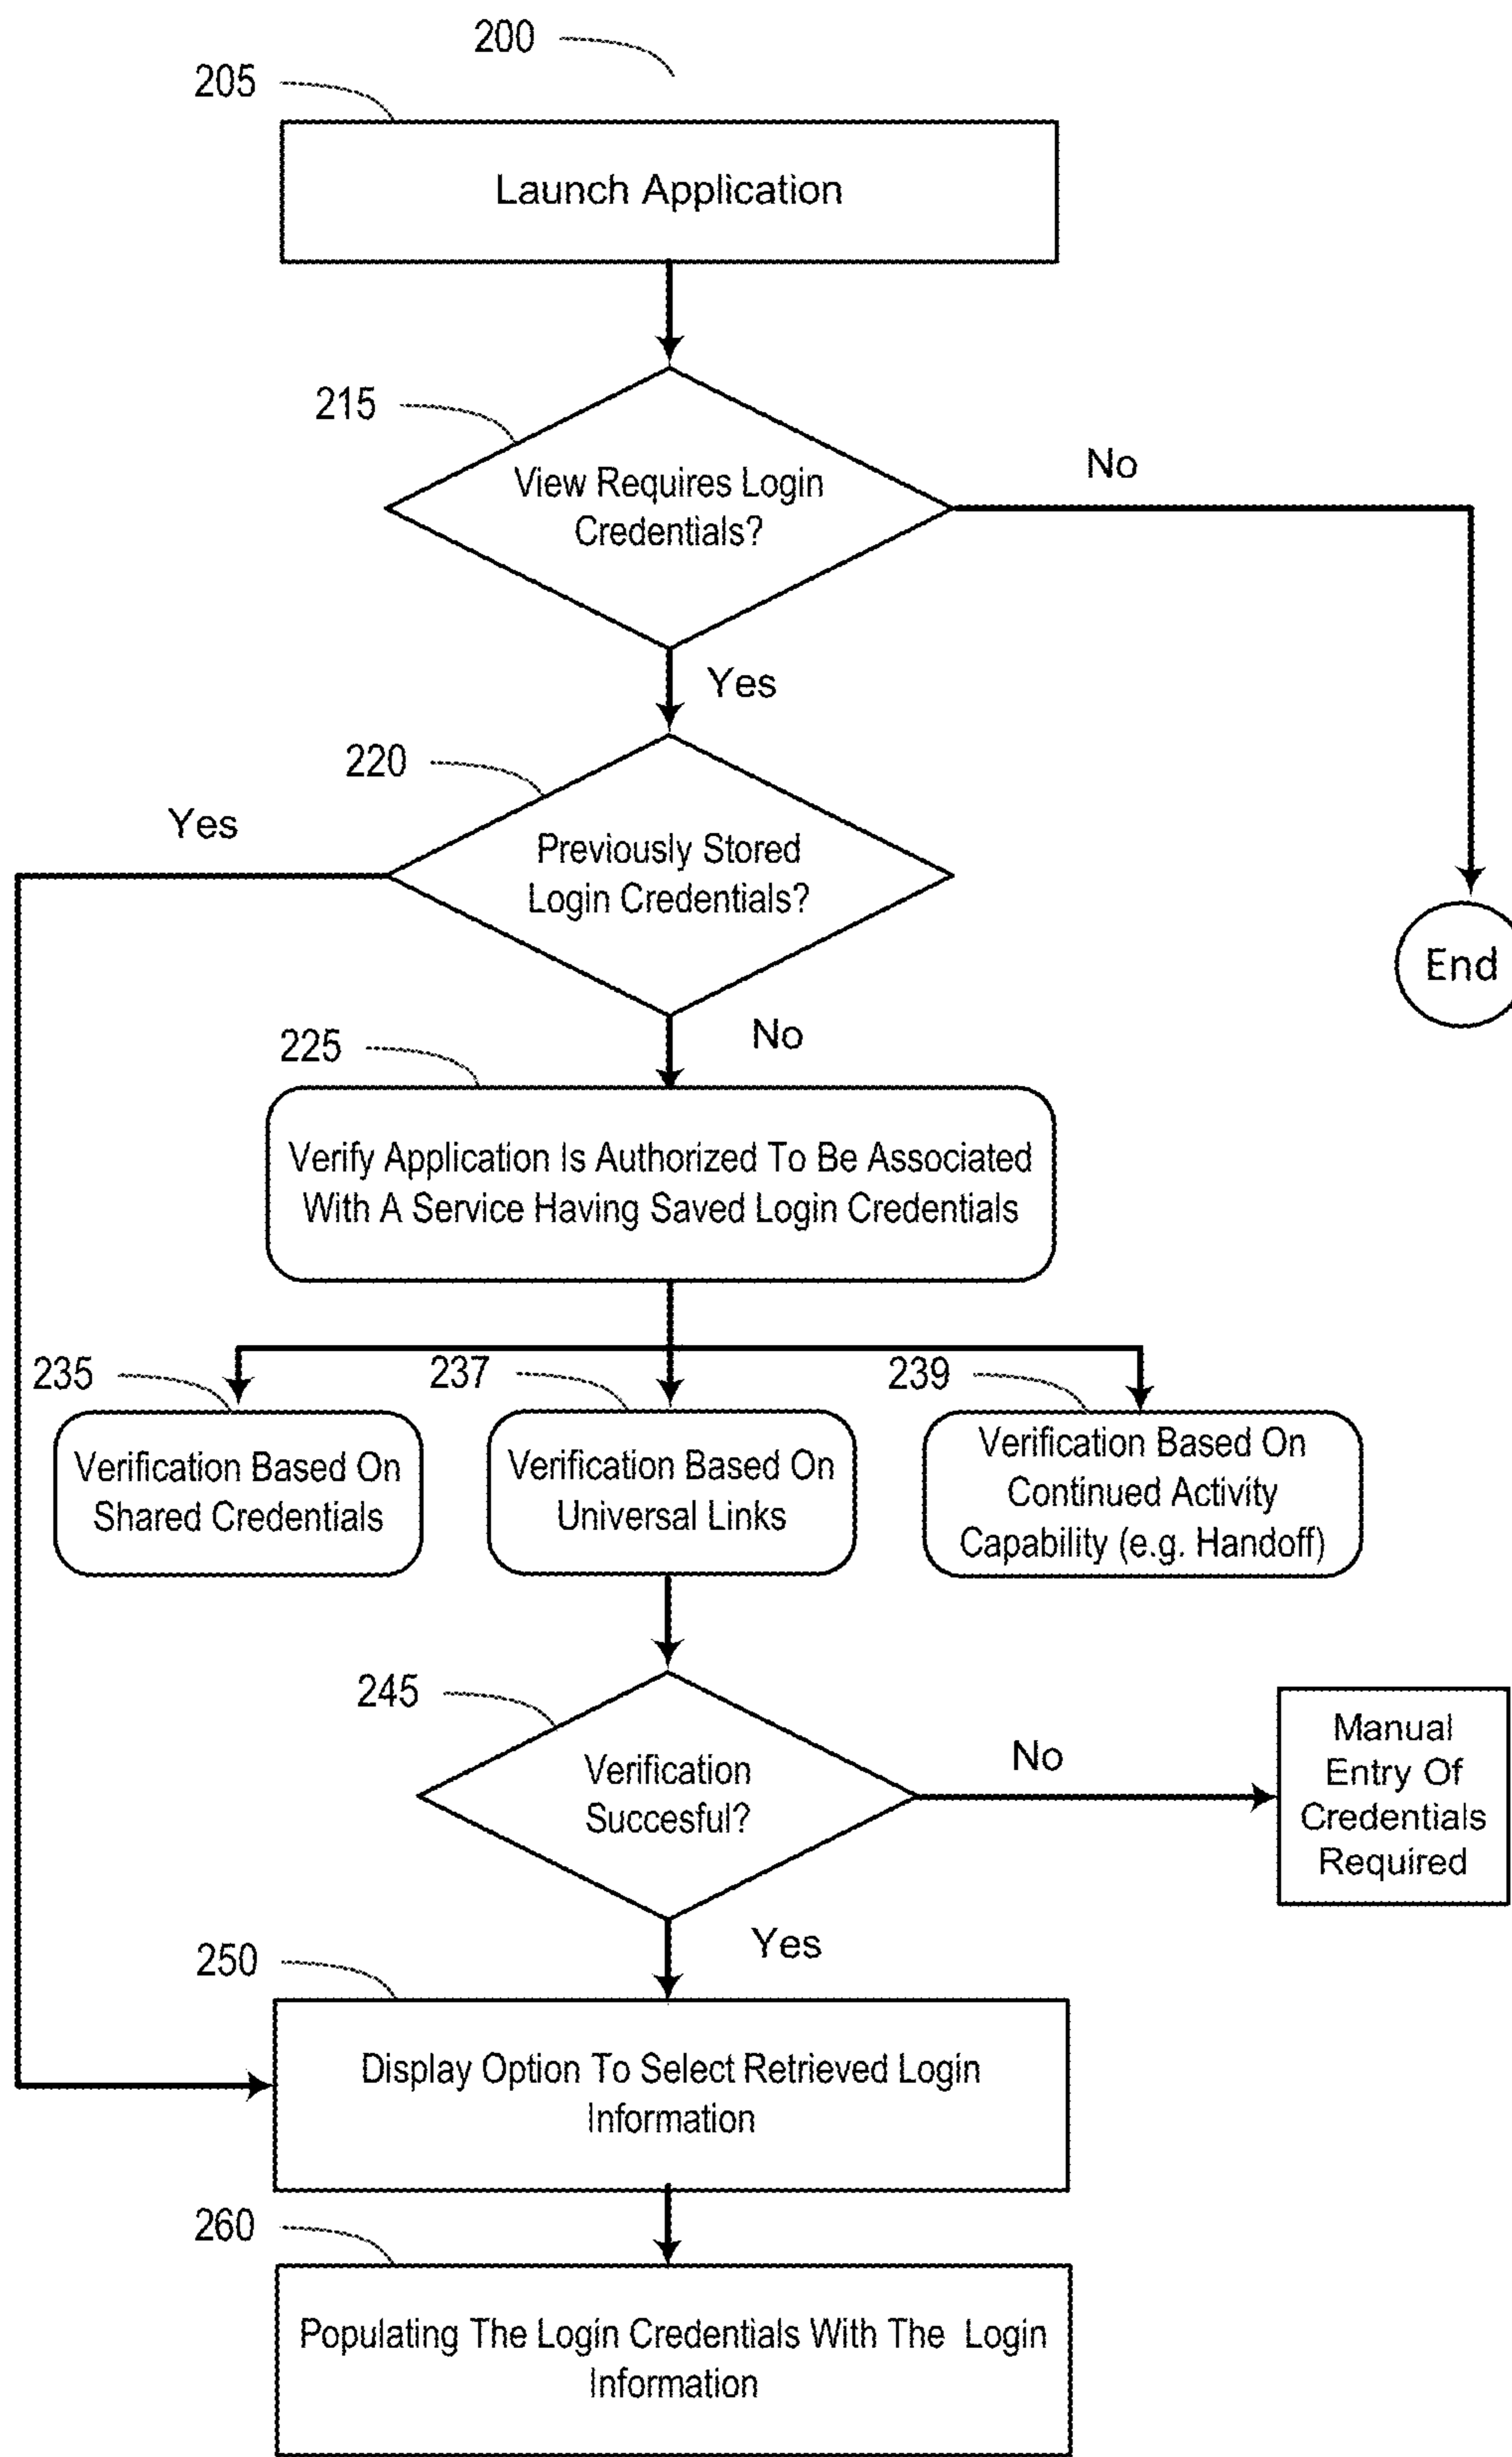 200
205
Launch Application
215
View Requires Login
Credentials?
No
Yes
220
Yes
Previously Stored
Login Credentials?
End
No
225
Verify Application Is Authorized To Be Associated
With A Service Having Saved Login Credentials
235
237
239
Verification Based On
Shared Credentials
Verification Based On
Universal Links
Verification Based On
Continued Activity
Capability (e.g. Handoff)
245
Verification
Succesful?
No
Manual
Entry Of
Credentials
Required
Yes
250
Display Option To Select Retrieved Login
Information
260
Populating The Login Credentials With The Login
Information